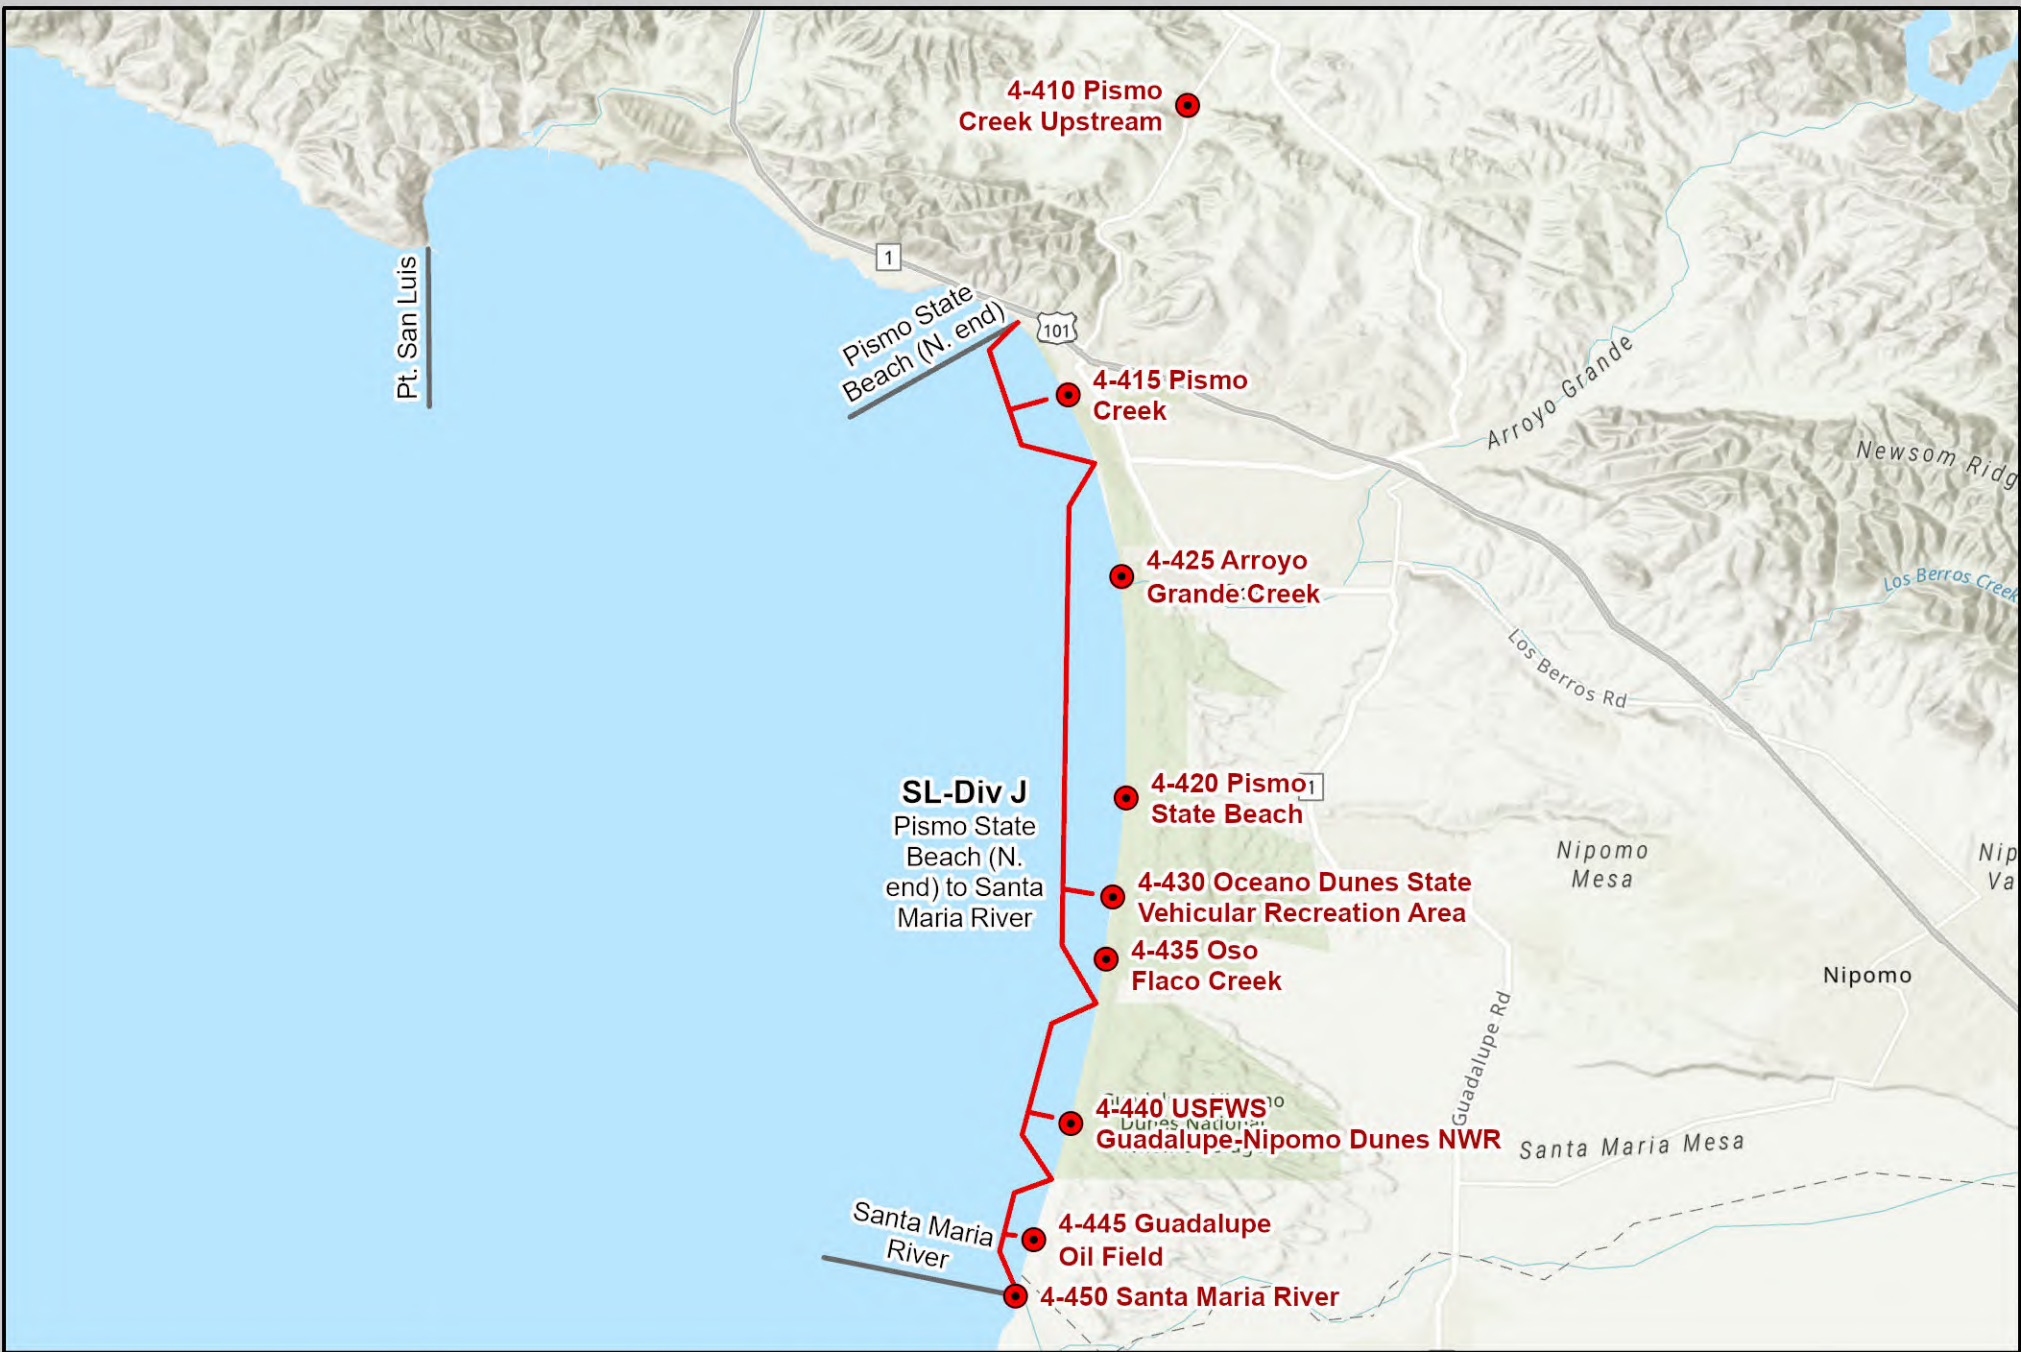 4-410 Pismo
Creek Upstream
1
Pt. San Luis
Pismo State
Beach (N. end)
101
4-415 Pismo
Creek
Arroyo Grande
Newsom Ridg
4-425 Arroyo
Grande Creek
Los Berros Creek
Los Berros Rd
SL-Div J
Pismo State
Beach (N.
end) to Santa
Maria River
4-420 Pismo
State Beach
1
Nipomo
Mesa
Nip
Va
4-430 Oceano Dunes State
Vehicular Recreation Area
4-435 Oso
Flaco Creek
Nipomo
Guadalupe Rd
4-440 USFWS
Guadalupe-Nipomo Dunes NWR
Dunes National
Santa Maria Mesa
Santa Maria
River
4-445 Guadalupe
Oil Field
4-450 Santa Maria River